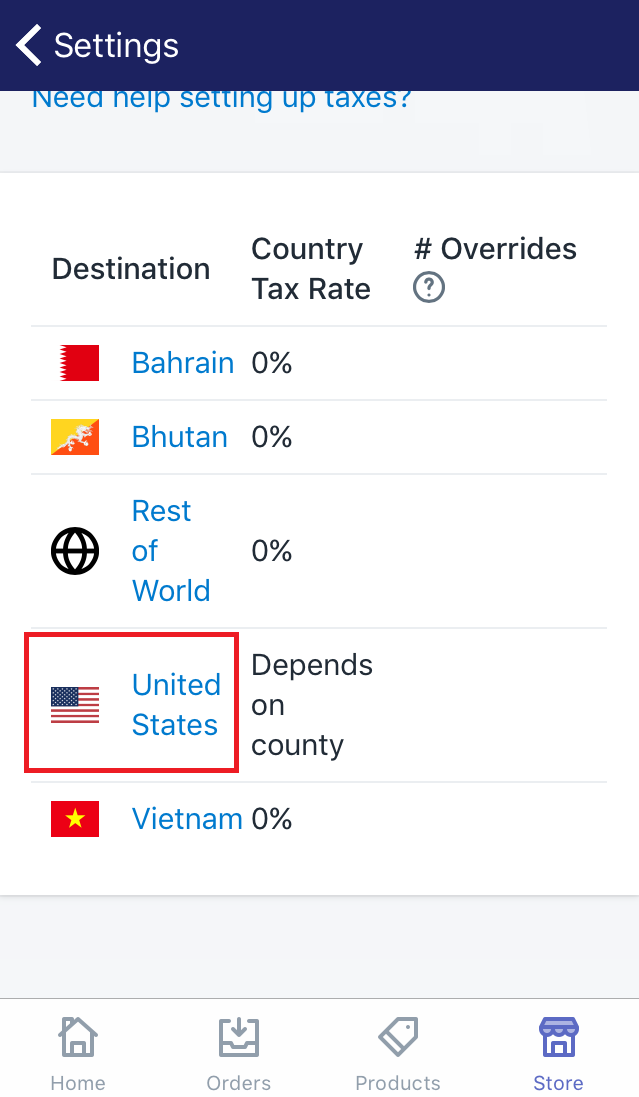 Settings
Need help setting up taxes?
Destination
Country
Tax Rate
# Overrides
?
Bahrain 0%
Bhutan 0%
Rest
of
World
0%
United
States
Depends
on
county
Vietnam 0%
Home
Orders
Products
Store